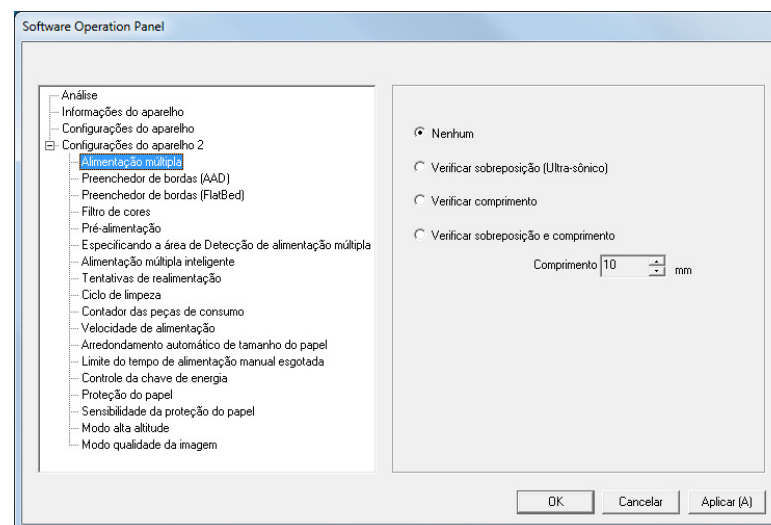 Software Operation Panel
Análise
Informações do aparelho
Configurações do aparelho
Configurações do aparelho 2
Alimentação múltipla
Preenchedor de bordas (AAD)
Preenchedor de bordas (FlatBed)
Filtro de cores
Pré-alimentação
Especificando a área de Detecção de alimentação múltipla
Alimentação múltipla inteligente
Tentativas de realimentação
Ciclo de limpeza
Contador das peças de consumo
Velocidade de alimentação
Arredondamento automático de tamanho do papel
Limite do tempo de alimentação manual esgotada
Controle da chave de energia
Proteção do papel
Sensibilidade da proteção do papel
Modo alta altitude
Modo qualidade da imagem
Nenhum
Verificar sobreposição (Ultra-sônico)
Verificar comprimento
Verificar sobreposição e comprimento
Comprimento 10 mm
OK Cancelar Aplicar (A)